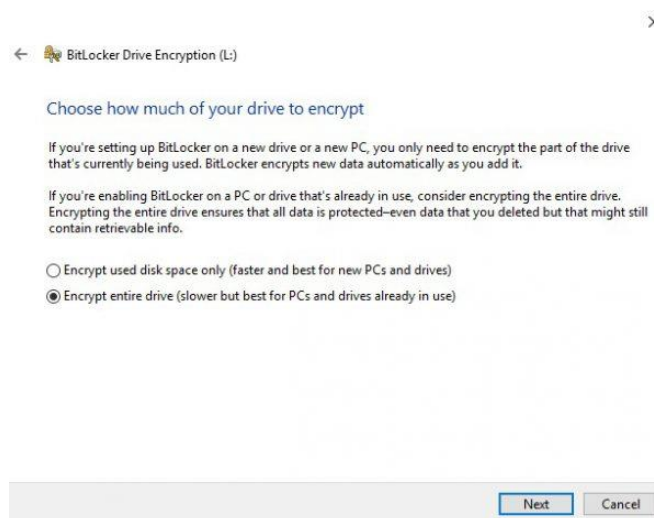 BitLocker Drive Encryption (L:)
Choose how much of your drive to encrypt
If you're setting up BitLocker on a new drive or a new PC, you only need to encrypt the part of the drive
that's currently being used. BitLocker encrypts new data automatically as you add it.
If you're enabling BitLocker on a PC or drive that's already in use, consider encrypting the entire drive.
Encrypting the entire drive ensures that all data is protected–even data that you deleted but that might still
contain retrievable info.
Encrypt used disk space only (faster and best for new PCs and drives)
Encrypt entire drive (slower but best for PCs and drives already in use)
Next Cancel